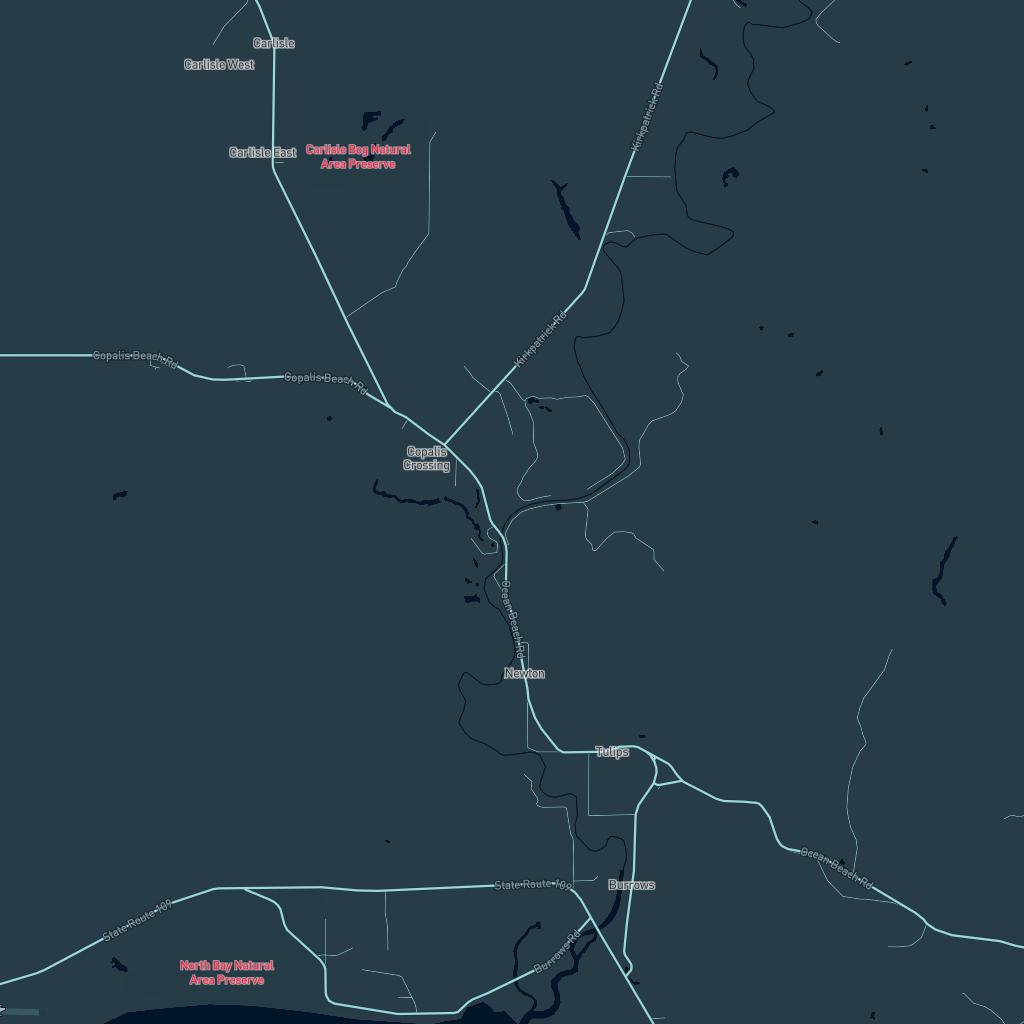 Carlisle
Carlisle West
Kirkpatrick Rd
Carlisle East
Carlisle Bog Natural
Area Preserve
Kirkpatrick Rd
Copalis Beach Rd
Copalis Beach Rd
Copalis
Crossing
Ocean Beach Rd
Newton
Tulips
Ocean Beach Rd
State Route 109
Burrows
State Route 109
Burrows Rd
North Bay Natural
Area Preserve